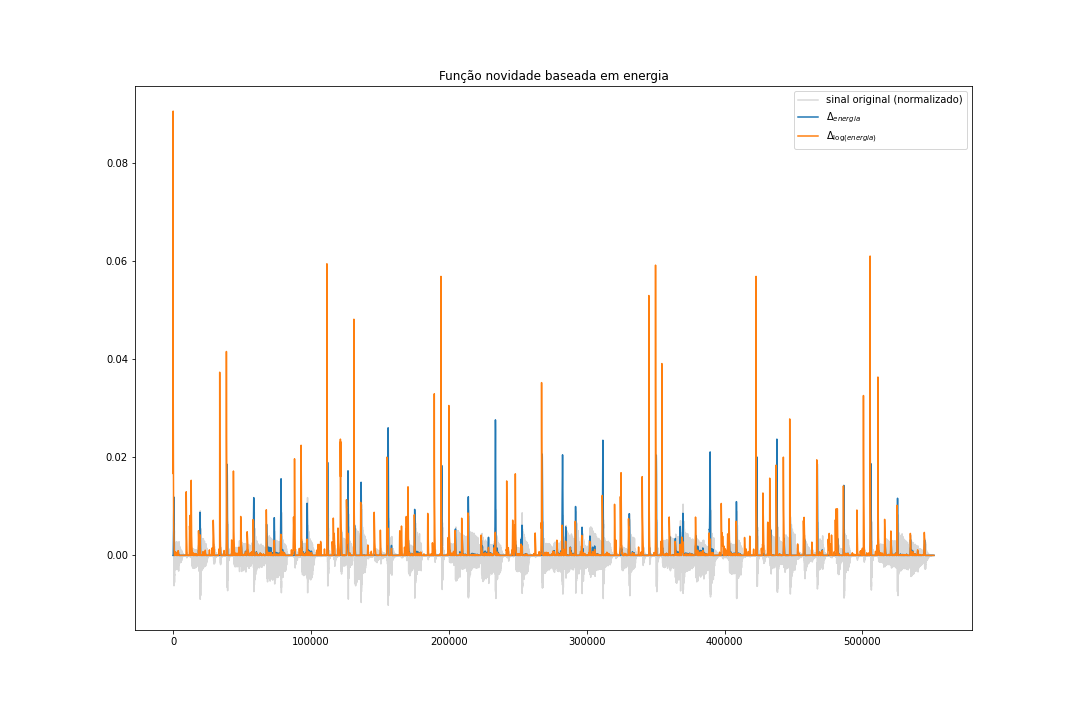 Função novidade baseada em energia
sinal original (normalizado)
Δenergia
Δlog(energia)
0.08
0.06
0.04
0.02
0.00
0
100000
200000
300000
400000
500000